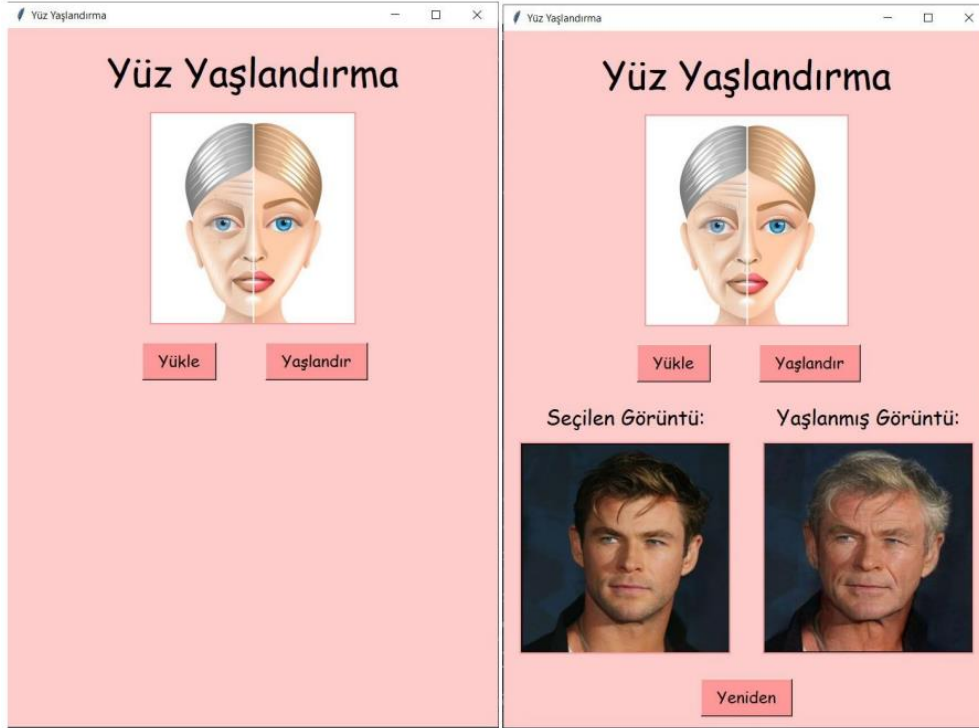 Yüz Yaşlandırma
Yüz Yaşlandırma
Yükle
Yaşlandır
Yüz Yaşlandırma
Yüz Yaşlandırma
Yükle
Yaşlandır
Seçilen Görüntü:
Yaşlanmış Görüntü:
Yeniden